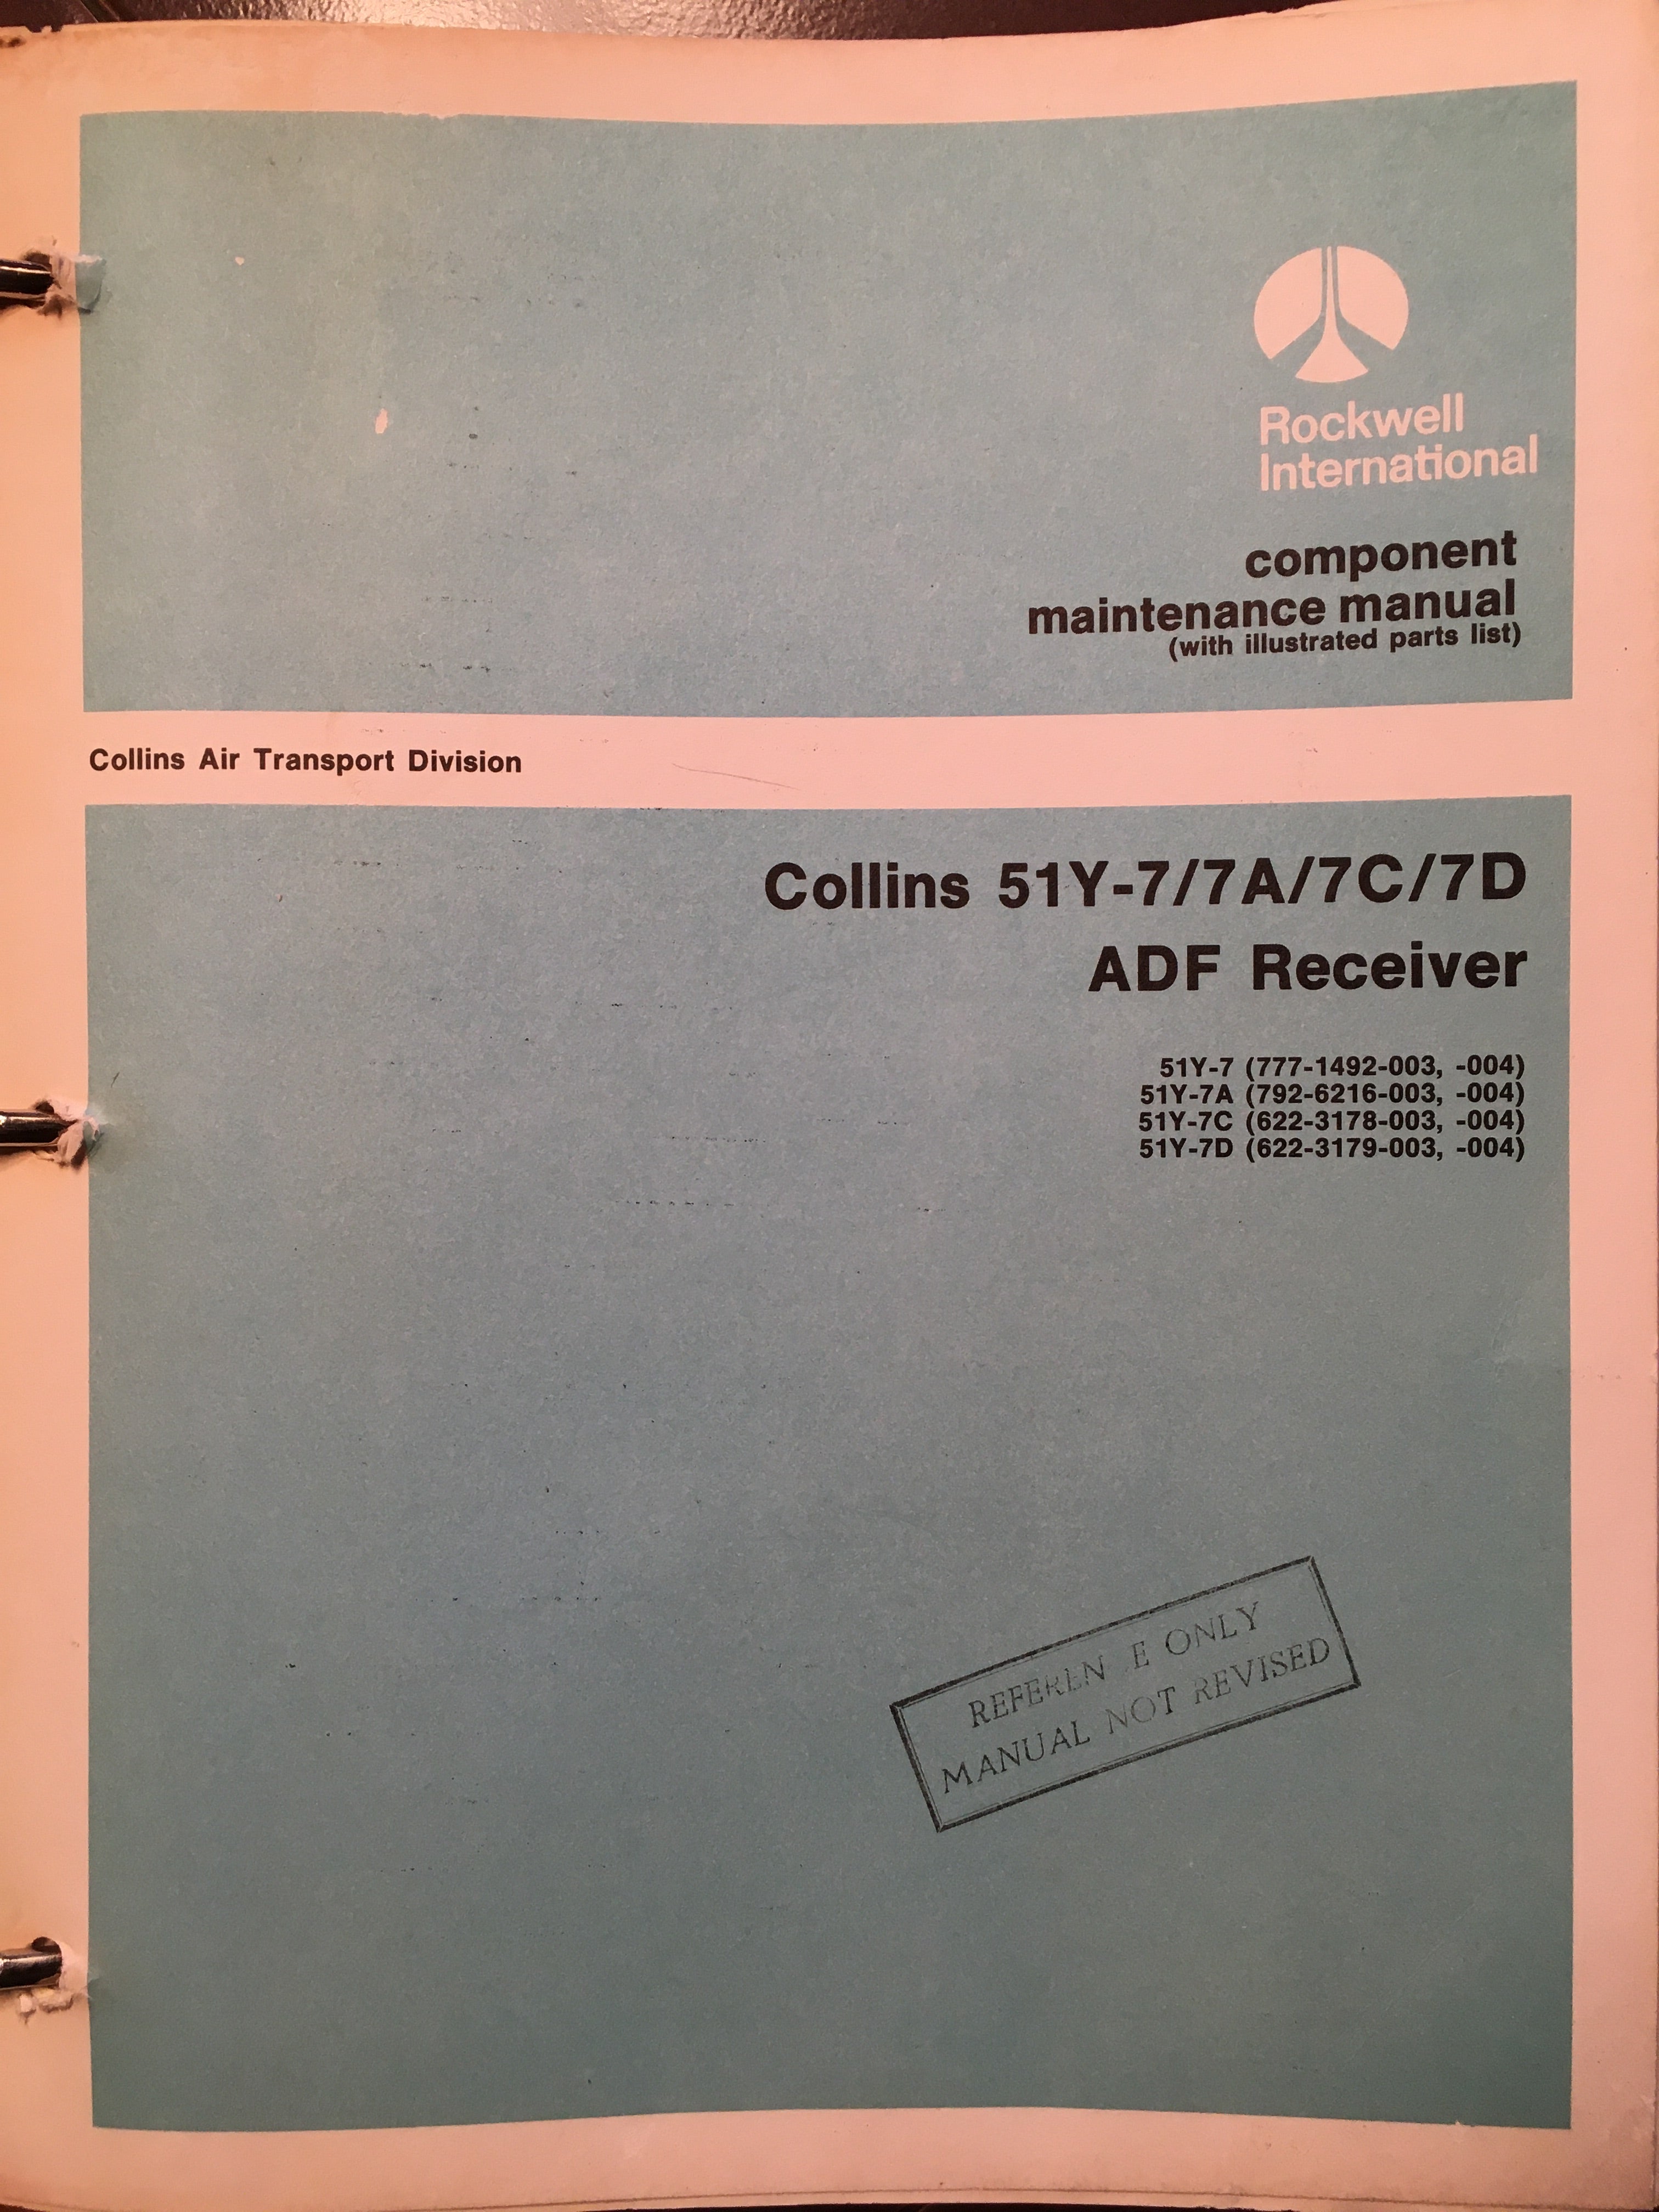 Rockwell
International
component
maintenance manual
(with illustrated parts list)
Collins Air Transport Division
Collins 51Y-7/7A/7C/7D
ADF Receiver
51Y-7 (777-1492-003, -004)
51Y-7A (792-6216-003, -004)
51Y-7C (622-3178-003, -004)
51Y-7D (622-3179-003, -004)
REFEREN E ONLY
MANUAL NOT REVISED